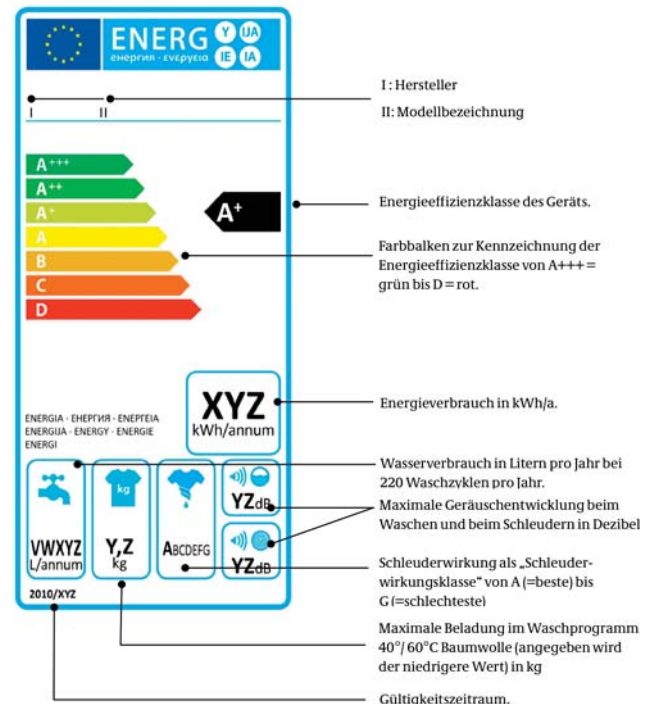 ENERG Y UA
енергия · ενεργεια IE IA
I II
I : Hersteller
II: Modellbezeichnung
A+++
A++
A+
A
B
C
D
A+
Energieeffizienzklasse des Geräts.
Farbbalken zur Kennzeichnung der
Energieeffizienzklasse von A+++ =
grün bis D = rot.
XYZ
kWh/annum
Energieverbrauch in kWh/a.
ENERGIA · ЕНЕРГИЯ · ΕΝΕΡΓΕΙΑ
ENERGIJA · ENERGY · ENERGIE
ENERGI
VWXYZ
L/annum
kg
Y,Z
kg
ABCDEFG
YZdB
YZdB
2010/XYZ
Wasserverbrauch in Litern pro Jahr bei
220 Waschzyklen pro Jahr.
Maximale Geräuschentwicklung beim
Waschen und beim Schleudern in Dezibel
Schleuderwirkung als „Schleuder-
wirkungsklasse“ von A (=beste) bis
G (=schlechteste)
Maximale Beladung im Waschprogramm
40°/ 60°C Baumwolle (angegeben wird
der niedrigere Wert) in kg
Gültigkeitszeitraum.